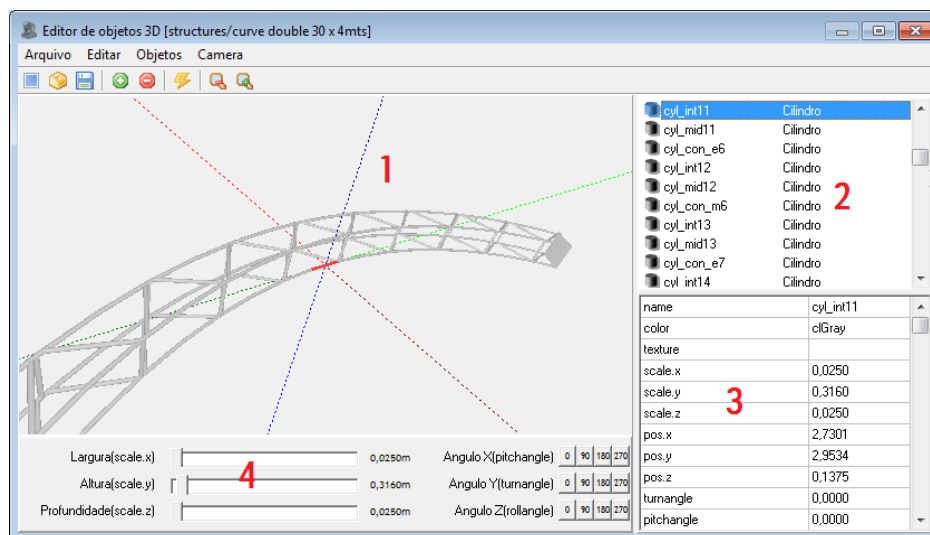 Editor de objetos 3D [structures/curve double 30 x 4mts]
Arquivo Editar Objetos Camera
1
cyl_int11 Cilindro
cyl_mid11 Cilindro
cyl_con_e6 Cilindro
cyl_int12 Cilindro
cyl_mid12 Cilindro
cyl_con_m6 Cilindro
cyl_int13 Cilindro
cyl_mid13 Cilindro
cyl_con_e7 Cilindro
cyl_int14 Cilindro
2
name cyl_int11
color clGray
texture
scale.x 0,0250
scale.y 0,3160
scale.z 0,0250
pos.x 2,7301
pos.y 2,9534
pos.z 0,1375
turnangle 0,0000
pitchangle 0,0000
3
Largura(scale.x) 0,0250m Angulo X(pitchangle) 0 90 180 270
Altura(scale.y) 0,3160m Angulo Y(turnangle) 0 90 180 270
Profundidade(scale.z) 0,0250m Angulo Z(rollangle) 0 90 180 270
4